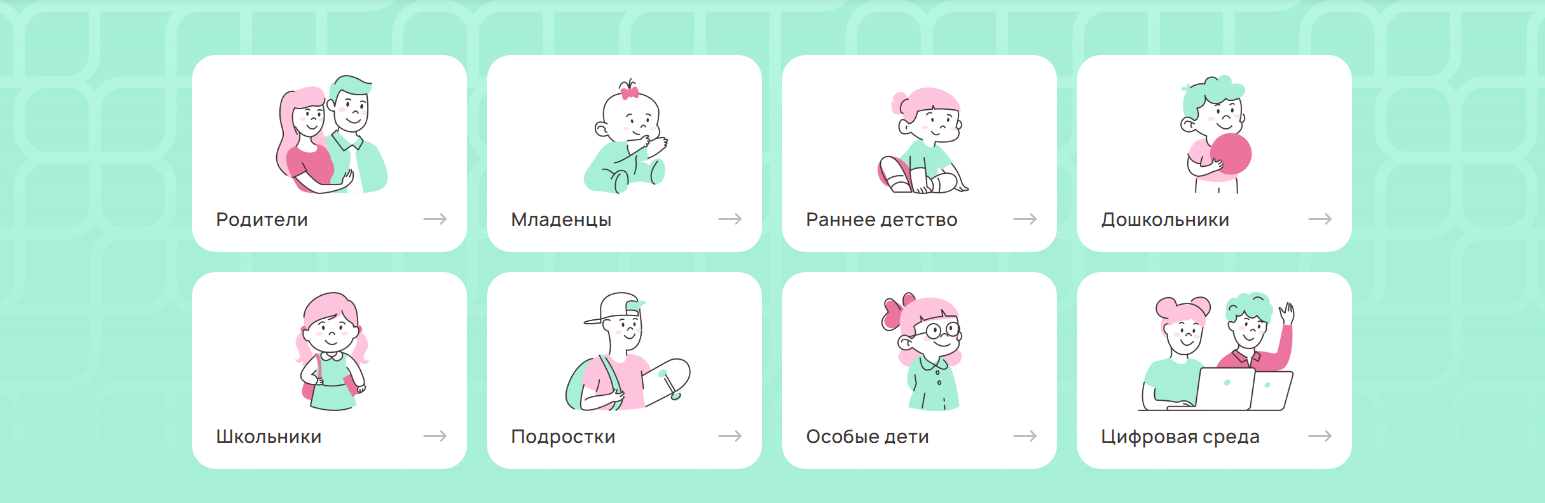 Родители
Младенцы
Раннее детство
Дошкольники
Школьники
Подростки
Особые дети
Цифровая среда